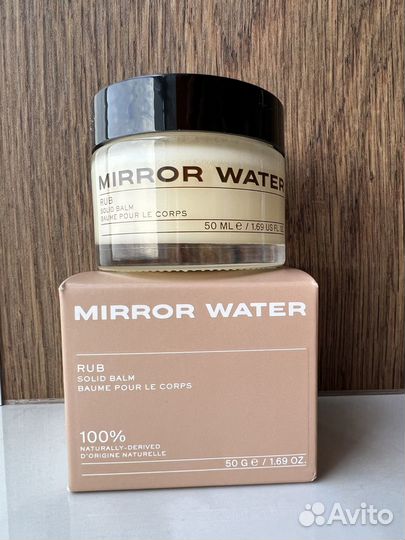 MIRROR WATER
RUB
SOLID BALM
BAUME POUR LE CORPS
50 ML e / 1.69 US FL
MIRROR WATER
RUB
SOLID BALM
BAUME POUR LE CORPS
100%
NATURALLY-DERIVED
D'ORIGINE NATURELLE
50 G e / 1.69 OZ.
Avito